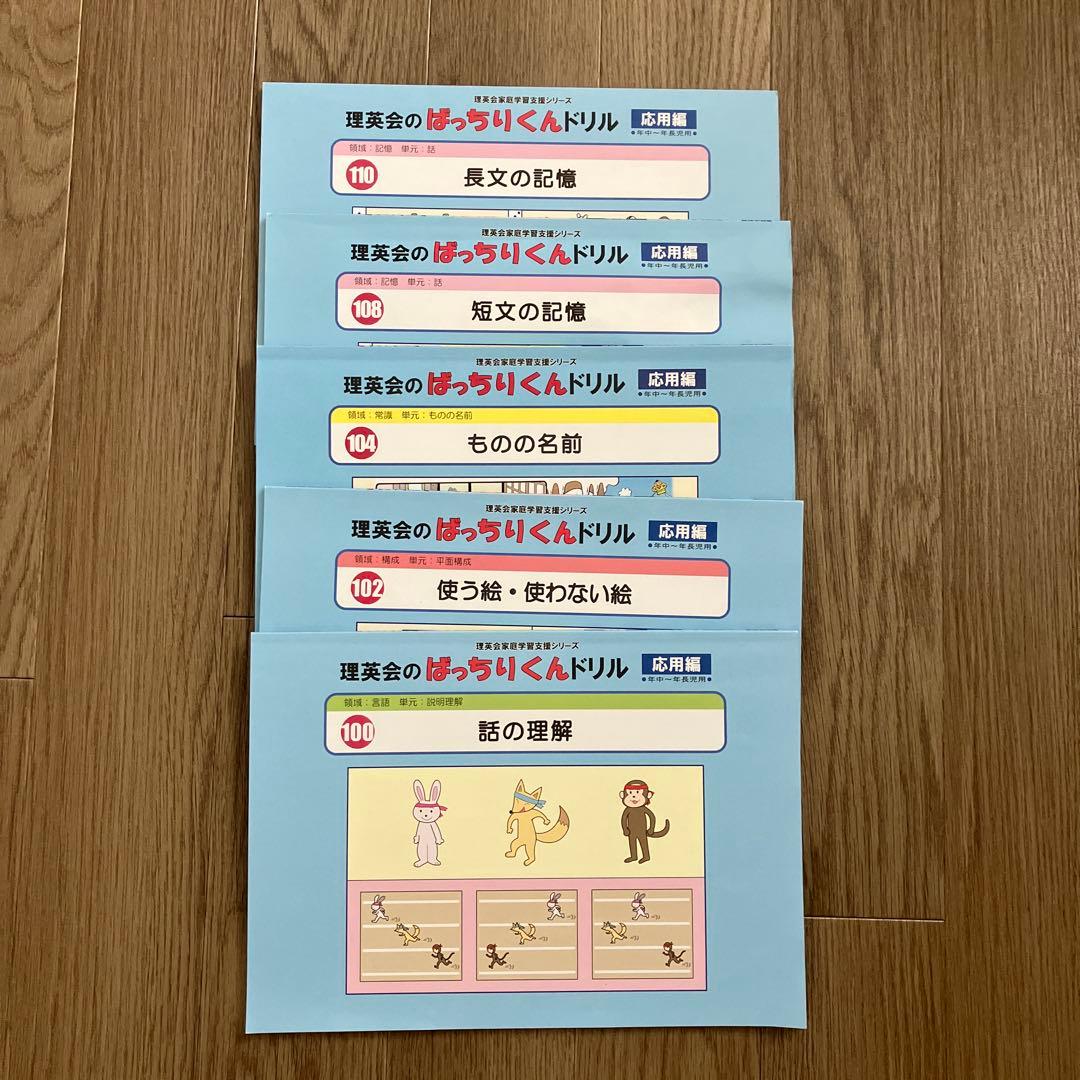 理英会家庭学習支援シリーズ
理英会のばっちりくんドリル 応用編
●年中～年長児用●
領域：記憶 単元：話
110 長文の記憶
理英会家庭学習支援シリーズ
理英会のばっちりくんドリル 応用編
●年中～年長児用●
領域：記憶 単元：話
108 短文の記憶
理英会家庭学習支援シリーズ
理英会のばっちりくんドリル 応用編
●年中～年長児用●
領域：常識 単元：ものの名前
104 ものの名前
理英会家庭学習支援シリーズ
理英会のばっちりくんドリル 応用編
●年中～年長児用●
領域：構成 単元：平面構成
102 使う絵・使わない絵
理英会家庭学習支援シリーズ
理英会のばっちりくんドリル 応用編
●年中～年長児用●
領域：言語 単元：説明理解
100 話の理解